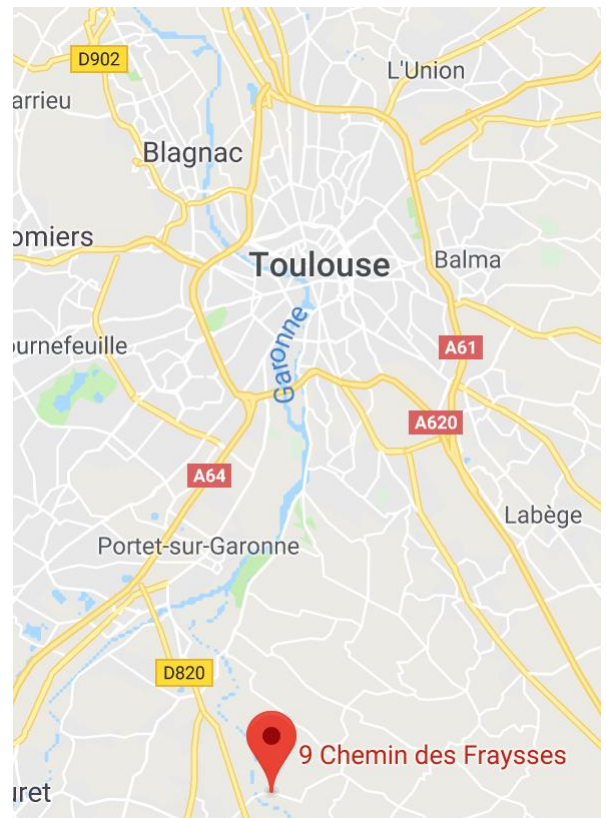 D902
L'Union
arrieu
Blagnac
omiers
Toulouse
Balma
Garonne
ournefeuille
A61
A620
A64
Labège
Portet-sur-Garonne
D820
9 Chemin des Fraysses
uret